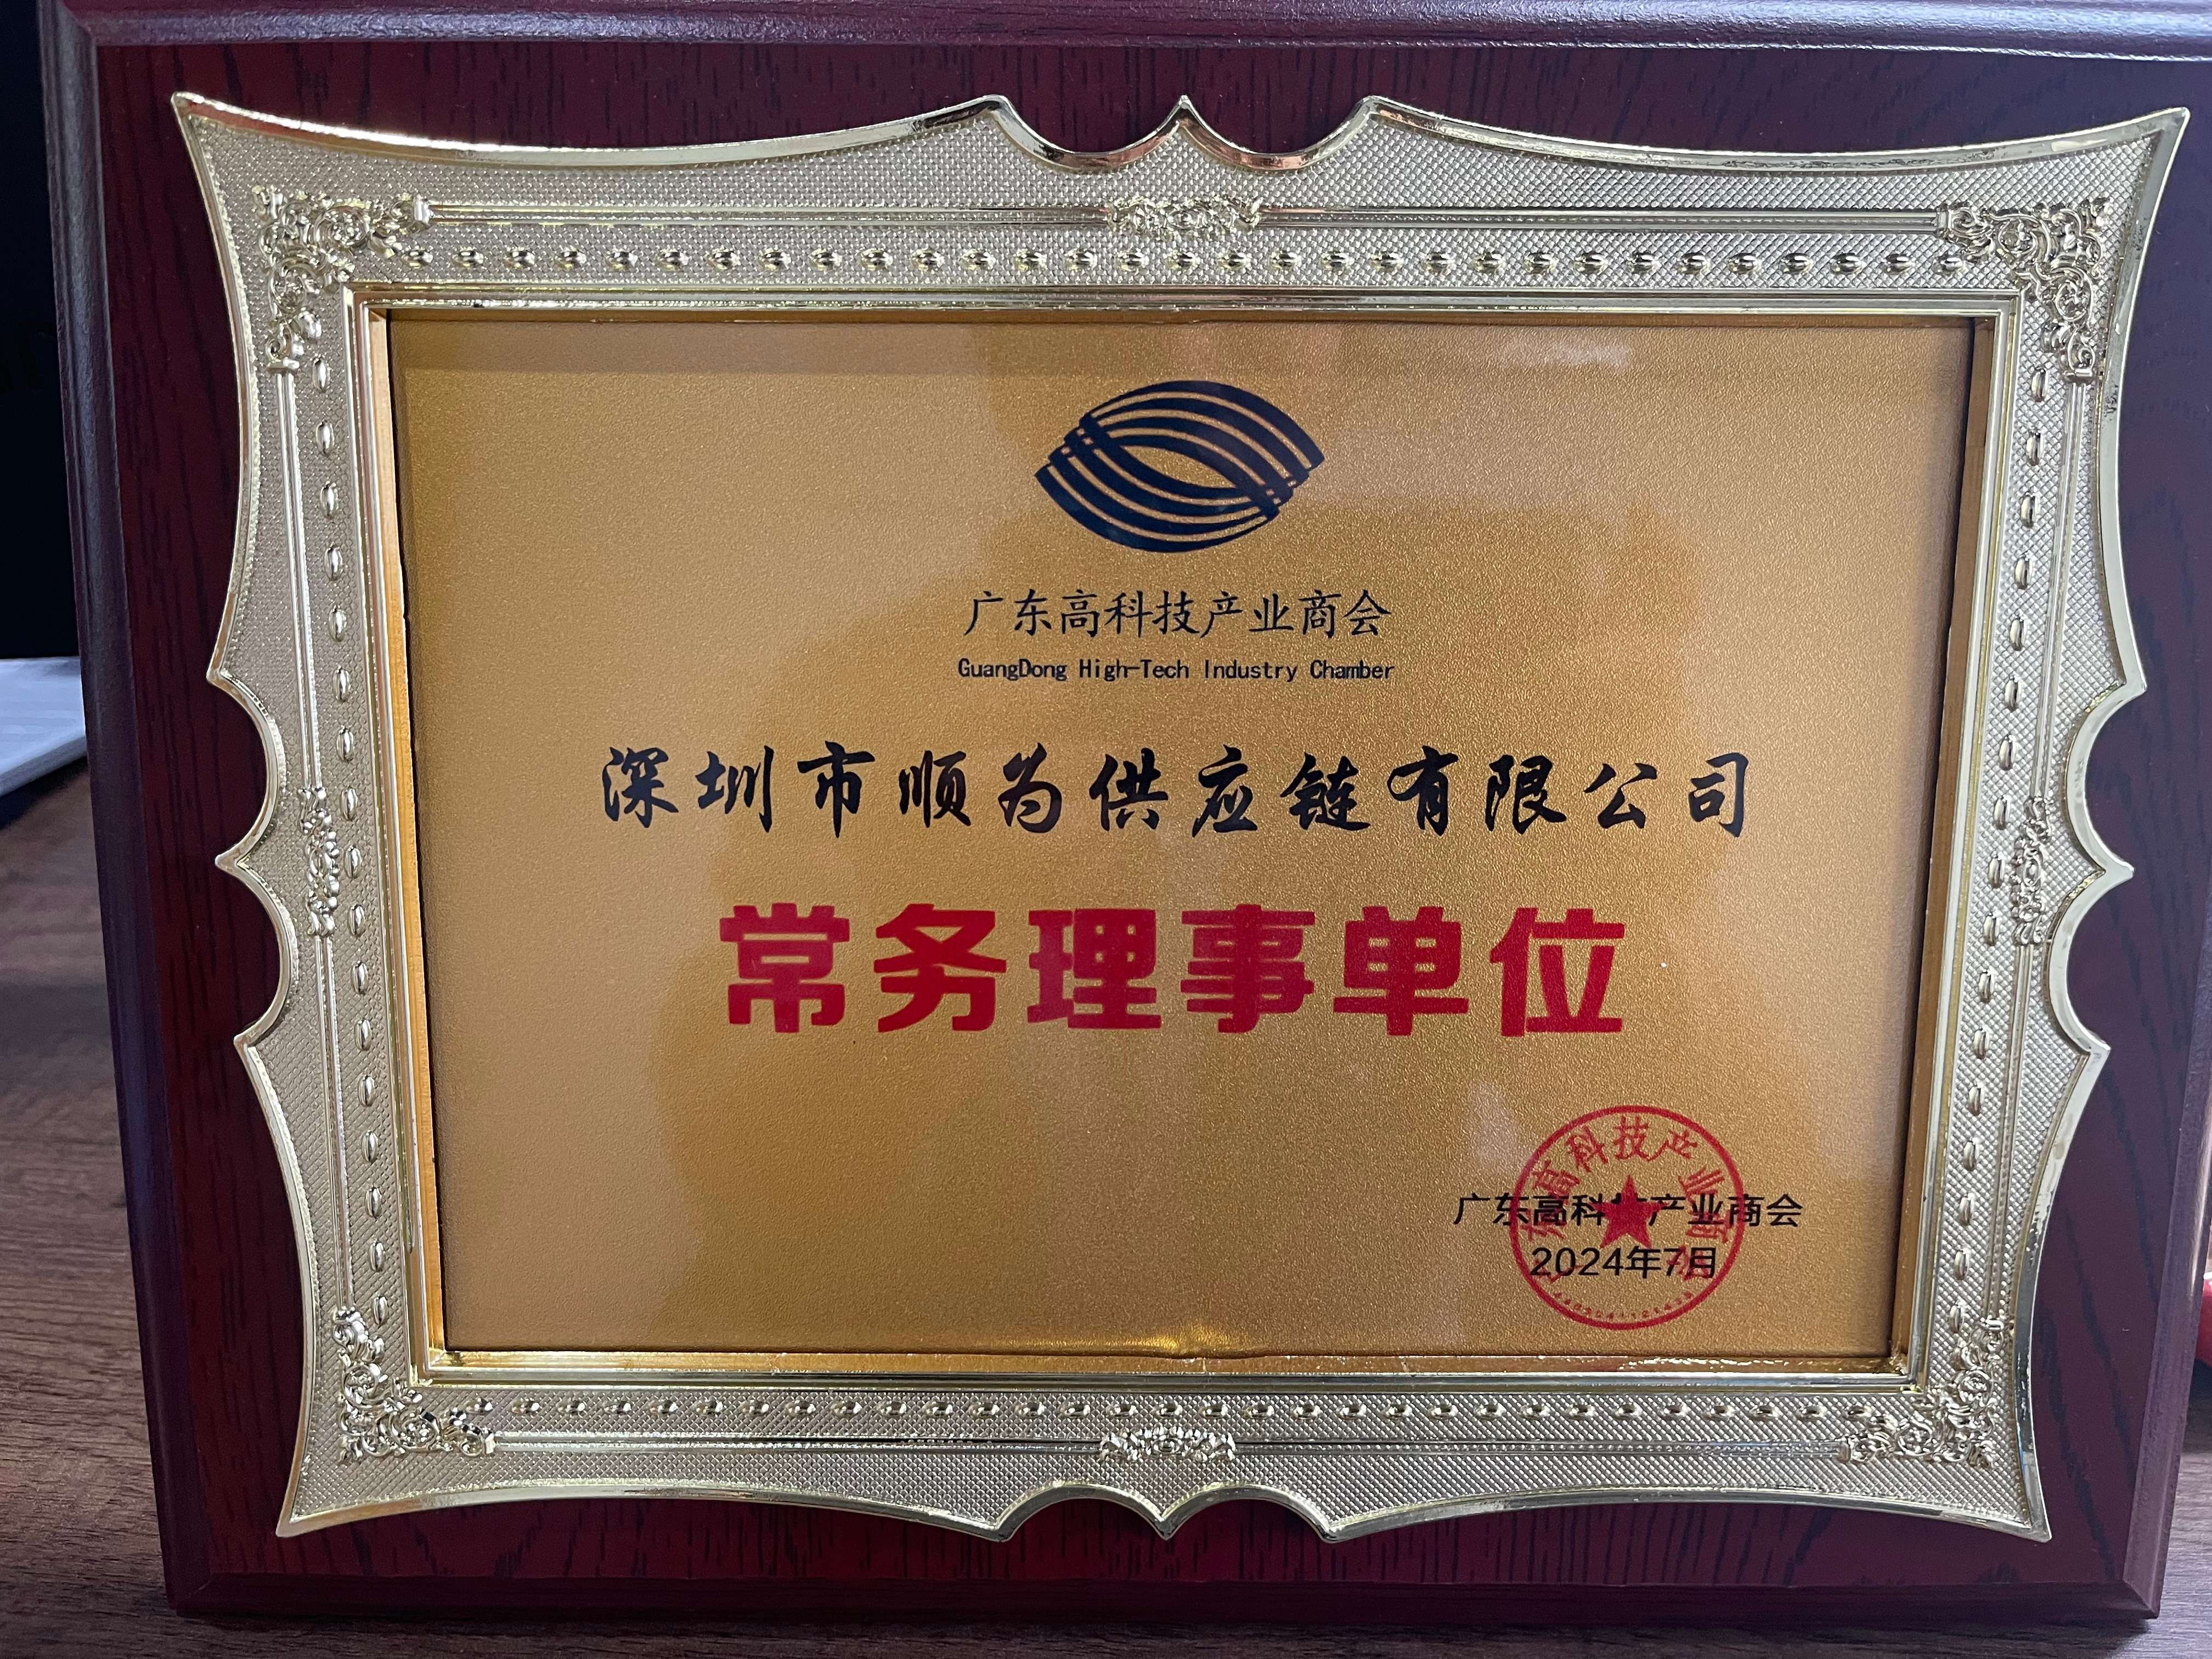 广东高科技产业商会
GuangDong High-Tech Industry Chamber
深圳市顺为供应链有限公司
常务理事单位
广东高科技产业商会
2024年7月